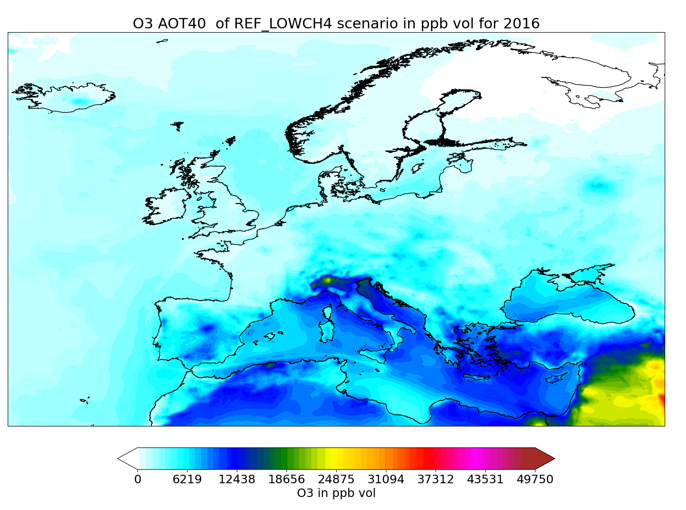 O3 AOT40  of REF_LOWCH4 scenario in ppb vol for 2016
0 6219 12438 18656 24875 31094 37312 43531 49750
O3 in ppb vol